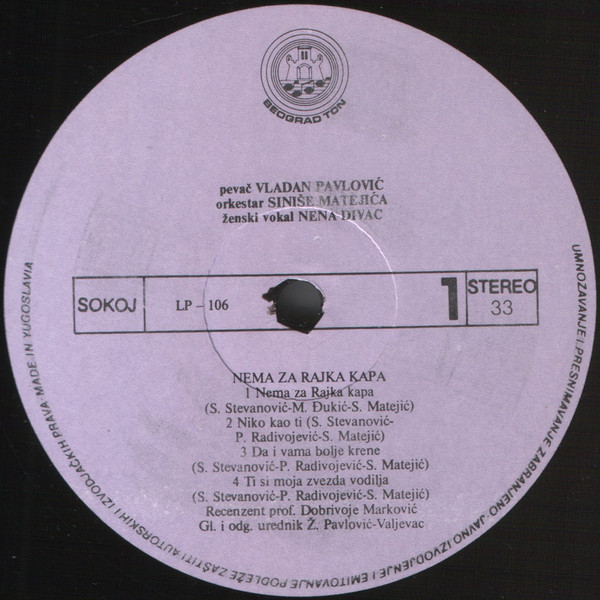 BEOGRAD TON
pevač VLADAN PAVLOVIĆ
orkestar SINIŠE MATEJIĆA
ženski vokal NENA DIVAC
SOKOJ
LP – 106
1
STEREO
33
NEMA ZA RAJKA KAPA
1 Nema za Rajka kapa
(S. Stevanović-M. Đukić-S. Matejić)
2 Niko kao ti (S. Stevanović-
P. Radivojević-S. Matejić)
3 Da i vama bolje krene
(S. Stevanović-P. Radivojević-S. Matejić)
4 Ti si moja zvezda vodilja
(S. Stevanović-P. Radivojević-S. Matejić)
Recenzent prof. Dobrivoje Marković
Gl. i odg. urednik Ž. Pavlović-Valjevac
UMNOZAVANJE I PRESNIMAVANJE ZABRANJENO· JAVNO IZVODJENJE I EMITOVANJE PODLEŽE ZAŠTITI AUTORSKIH I IZVODJAČKIH PRAVA·MADE IN YUGOSLAVIA